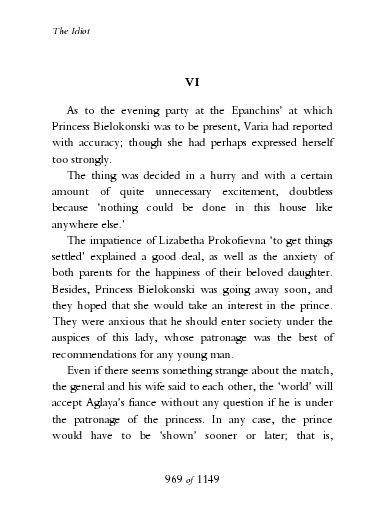 The Idiot
VI
As to the evening party at the Epanchins' at which
Princess Bielokonski was to be present, Varia had reported
with accuracy; though she had perhaps expressed herself
too strongly.
The thing was decided in a hurry and with a certain
amount of quite unnecessary excitement, doubtless
because 'nothing could be done in this house like
anywhere else.'
The impatience of Lizabetha Prokofievna 'to get things
settled' explained a good deal, as well as the anxiety of
both parents for the happiness of their beloved daughter.
Besides, Princess Bielokonski was going away soon, and
they hoped that she would take an interest in the prince.
They were anxious that he should enter society under the
auspices of this lady, whose patronage was the best of
recommendations for any young man.
Even if there seems something strange about the match,
the general and his wife said to each other, the 'world' will
accept Aglaya's fiance without any question if he is under
the patronage of the princess. In any case, the prince
would have to be 'shown' sooner or later; that is,
969 of 1149